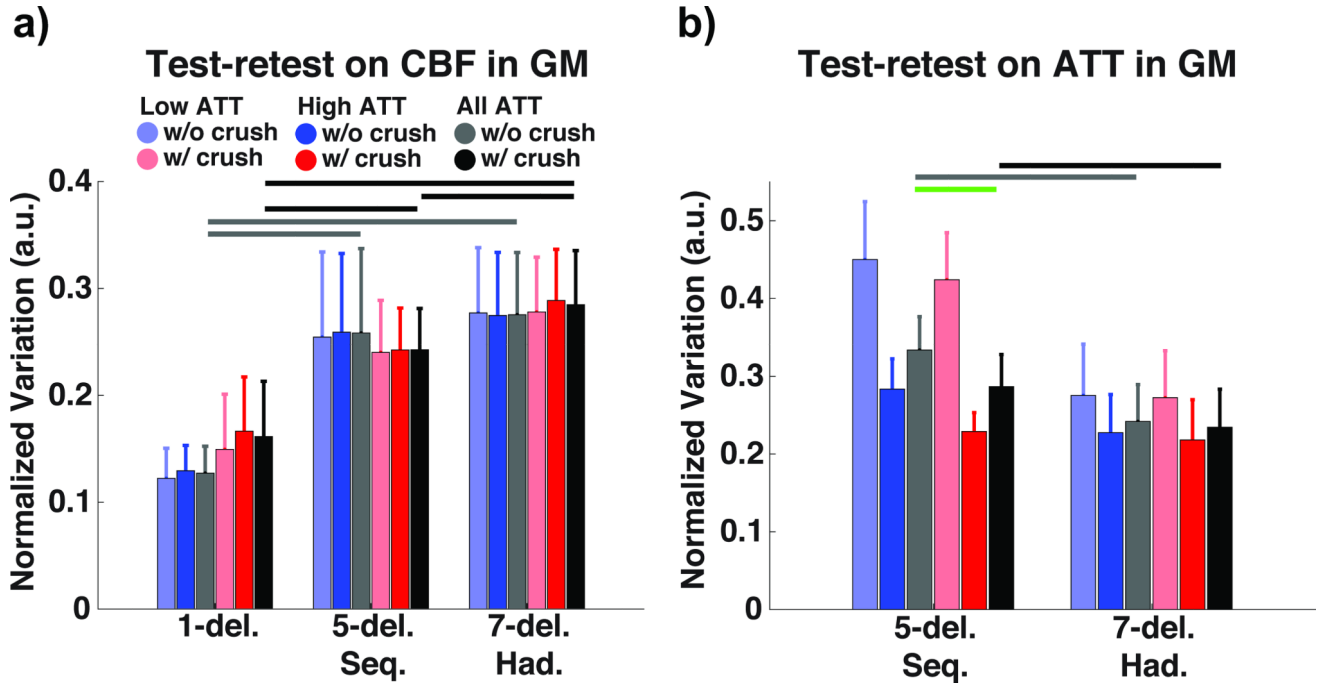 a)
Test-retest on CBF in GM
Low ATT High ATT All ATT
w/o crush w/o crush w/o crush
w/ crush w/ crush w/ crush
Normalized Variation (a.u.)
0.4
0.3
0.2
0.1
0
1-del. 5-del. 7-del.
Seq. Had.
b)
Test-retest on ATT in GM
Normalized Variation (a.u.)
0.5
0.4
0.3
0.2
0.1
0
5-del. 7-del.
Seq. Had.